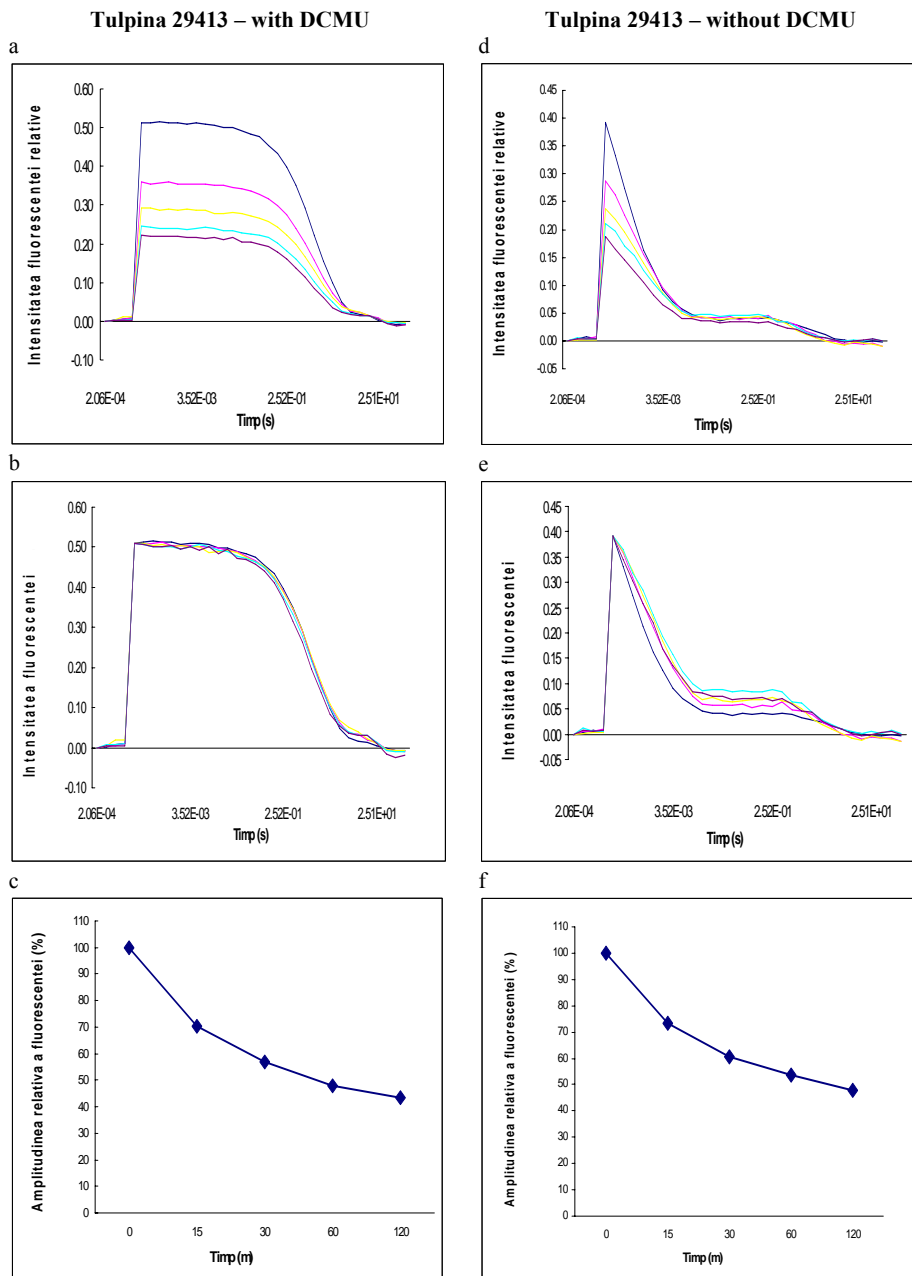 Tulpina 29413 – with DCMU
a
Intensitatea fluorescentei relative
0.60
0.50
0.40
0.30
0.20
0.10
0.00
-0.10
2.06E-04 3.52E-03 2.52E-01 2.51E+01
Timp (s)
b
Intensitatea fluorescentei
0.60
0.50
0.40
0.30
0.20
0.10
0.00
-0.10
2.06E-04 3.52E-03 2.52E-01 2.51E+01
Timp (s)
c
Amplitudinea relativa a fluorescentei (%)
110
100
90
80
70
60
50
40
30
20
10
0
0 15 30 60 120
Timp (m)
Tulpina 29413 – without DCMU
d
Intensitatea fluorescentei relative
0.45
0.40
0.35
0.30
0.25
0.20
0.15
0.10
0.05
0.00
-0.05
2.06E-04 3.52E-03 2.52E-01 2.51E+01
Timp (s)
e
Intensitatea fluorescentei
0.45
0.40
0.35
0.30
0.25
0.20
0.15
0.10
0.05
0.00
-0.05
2.06E-04 3.52E-03 2.52E-01 2.51E+01
Timp (s)
f
Amplitudinea relativa a fluorescentei (%)
110
100
90
80
70
60
50
40
30
20
10
0
0 15 30 60 120
Timp (m)